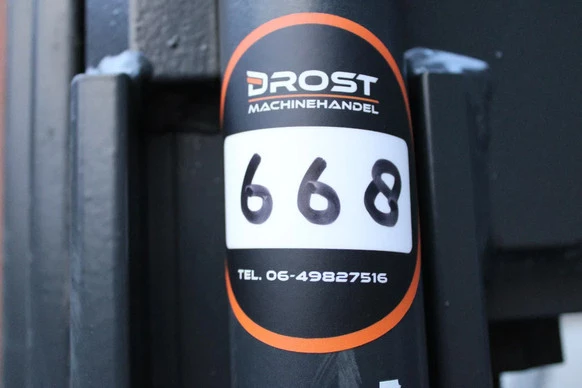 DROST
MACHINEHANDEL
668
TEL. 06-49827516